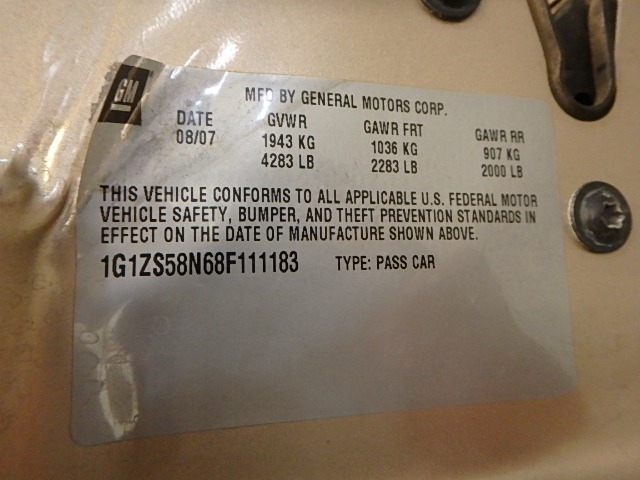 GM
MFD BY GENERAL MOTORS CORP.
DATE GVWR GAWR FRT GAWR RR
08/07 1943 KG 1036 KG 907 KG
4283 LB 2283 LB 2000 LB
THIS VEHICLE CONFORMS TO ALL APPLICABLE U.S. FEDERAL MOTOR
VEHICLE SAFETY, BUMPER, AND THEFT PREVENTION STANDARDS IN
EFFECT ON THE DATE OF MANUFACTURE SHOWN ABOVE.
1G1ZS58N68F111183 TYPE: PASS CAR